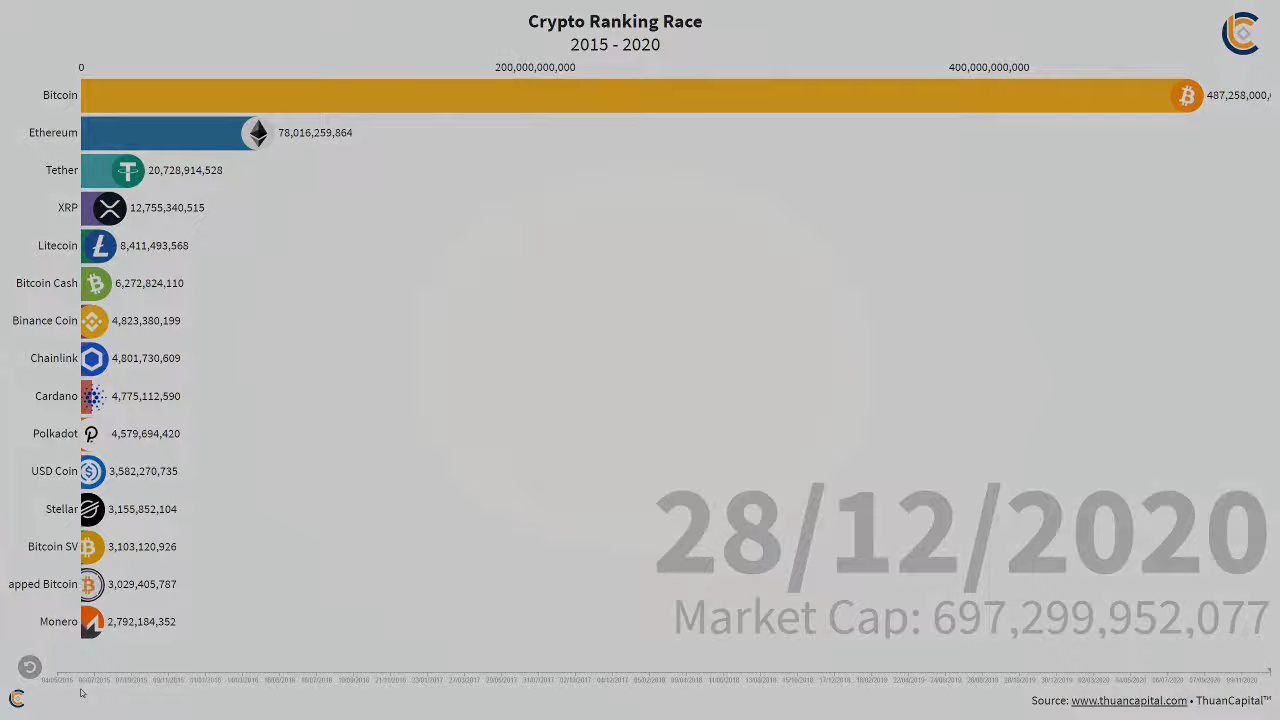 Crypto Ranking Race
2015 - 2020
0 200,000,000,000 400,000,000,000
Bitcoin 487,258,000,
Ethereum 78,016,259,864
Tether 20,728,914,528
XRP 12,755,340,515
Litecoin 8,411,493,568
Bitcoin Cash 6,272,824,110
Binance Coin 4,823,380,199
Chainlink 4,801,730,609
Cardano 4,775,112,590
Polkadot 4,579,694,420
USD Coin 3,582,270,735
Stellar 3,155,852,104
Bitcoin SV 3,103,120,926
apped Bitcoin 3,029,405,787
Monero 2,792,184,352
28/12/2020
Market Cap: 697,299,952,077
Source: www.thuancapital.com • ThuanCapital™